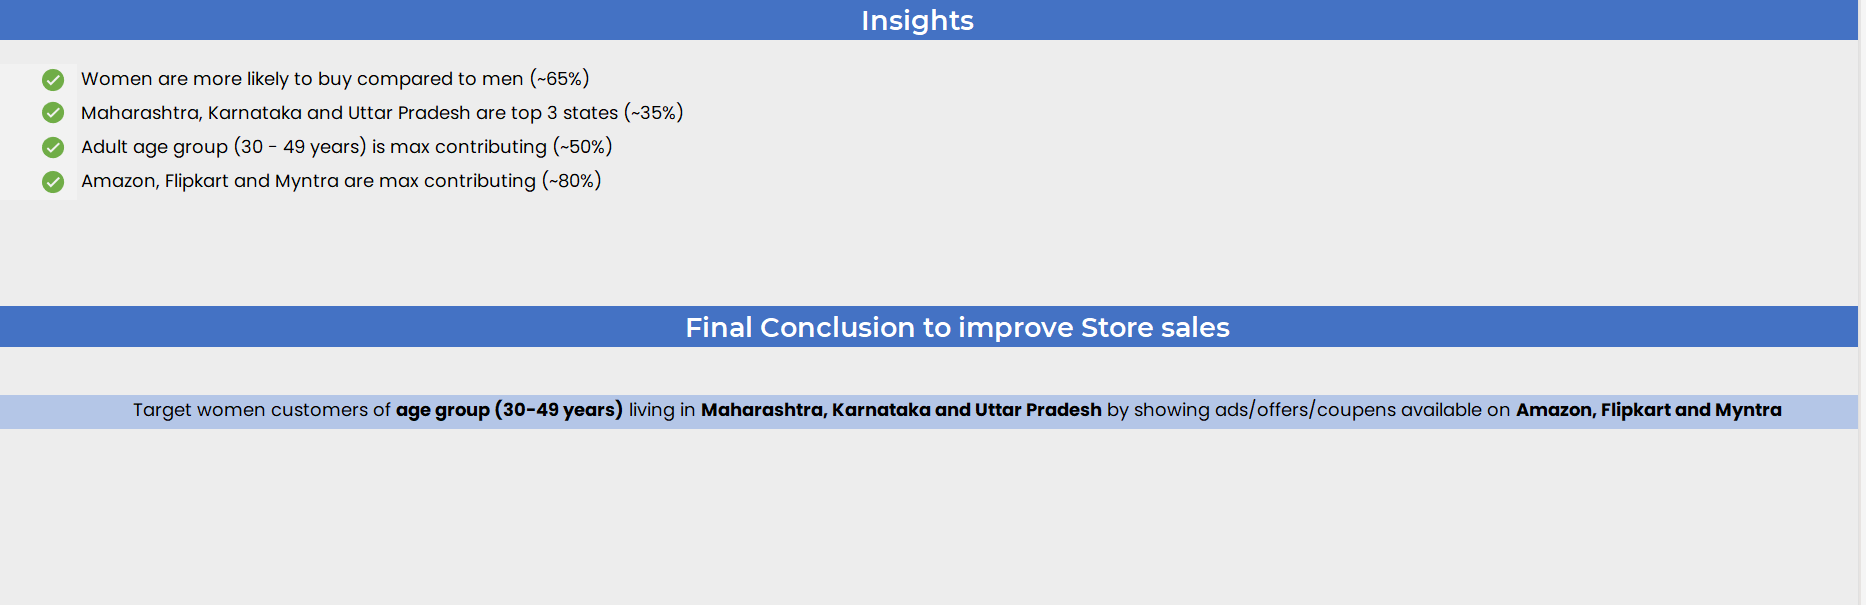 Insights
Women are more likely to buy compared to men (~65%)
Maharashtra, Karnataka and Uttar Pradesh are top 3 states (~35%)
Adult age group (30 - 49 years) is max contributing (~50%)
Amazon, Flipkart and Myntra are max contributing (~80%)
Final Conclusion to improve Store sales
Target women customers of age group (30-49 years) living in Maharashtra, Karnataka and Uttar Pradesh by showing ads/offers/coupens available on Amazon, Flipkart and Myntra